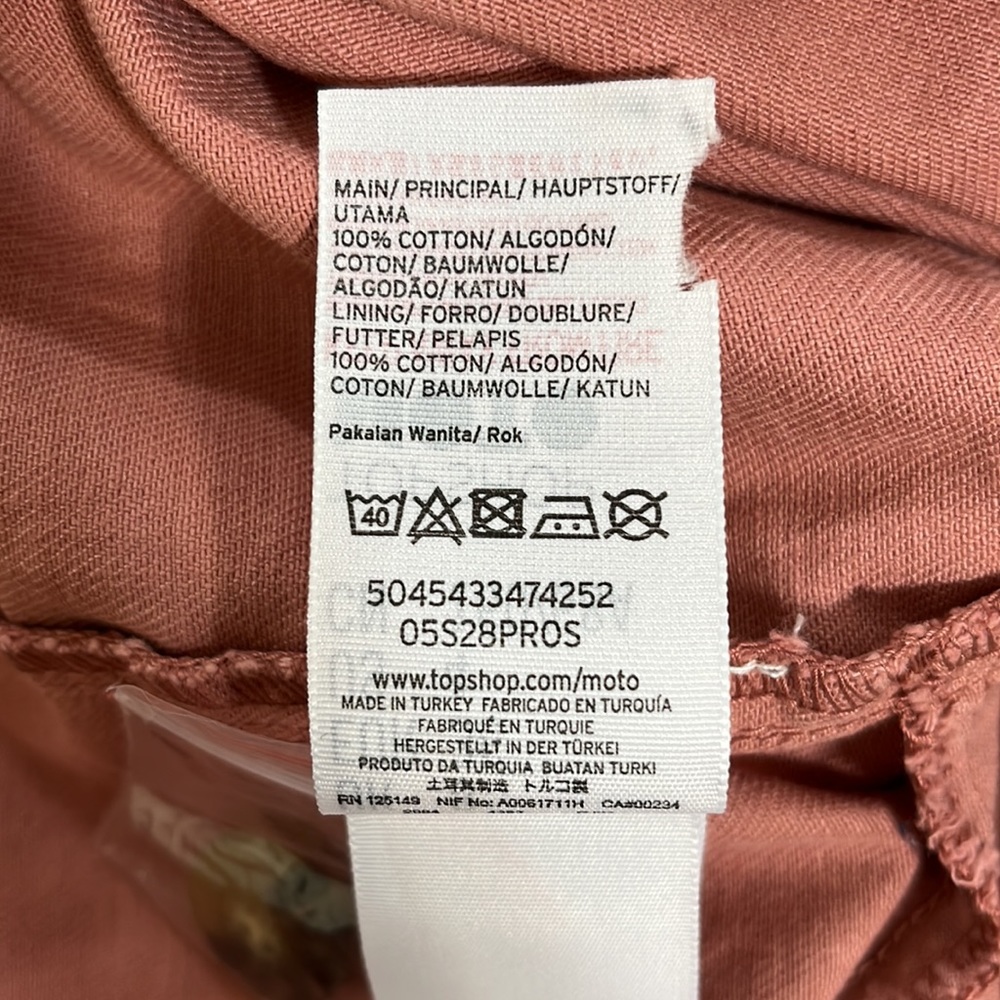 MAIN/ PRINCIPAL/ HAUPTSTOFF/
UTAMA
100% COTTON/ ALGODÓN/
COTON/ BAUMWOLLE/
ALGODÃO/ KATUN
LINING/ FORRO/ DOUBLURE/
FUTTER/ PELAPIS
100% COTTON/ ALGODÓN/
COTON/ BAUMWOLLE/ KATUN
Pakaian Wanita/ Rok
40
5045433474252
05S28PROS
www.topshop.com/moto
MADE IN TURKEY FABRICADO EN TURQUÍA
FABRIQUÉ EN TURQUIE
HERGESTELLT IN DER TÜRKEI
PRODUTO DA TURQUIA BUATAN TURKI
土耳其制造 トルコ製
RN 125149 NIF No: A0061711H CA#00234